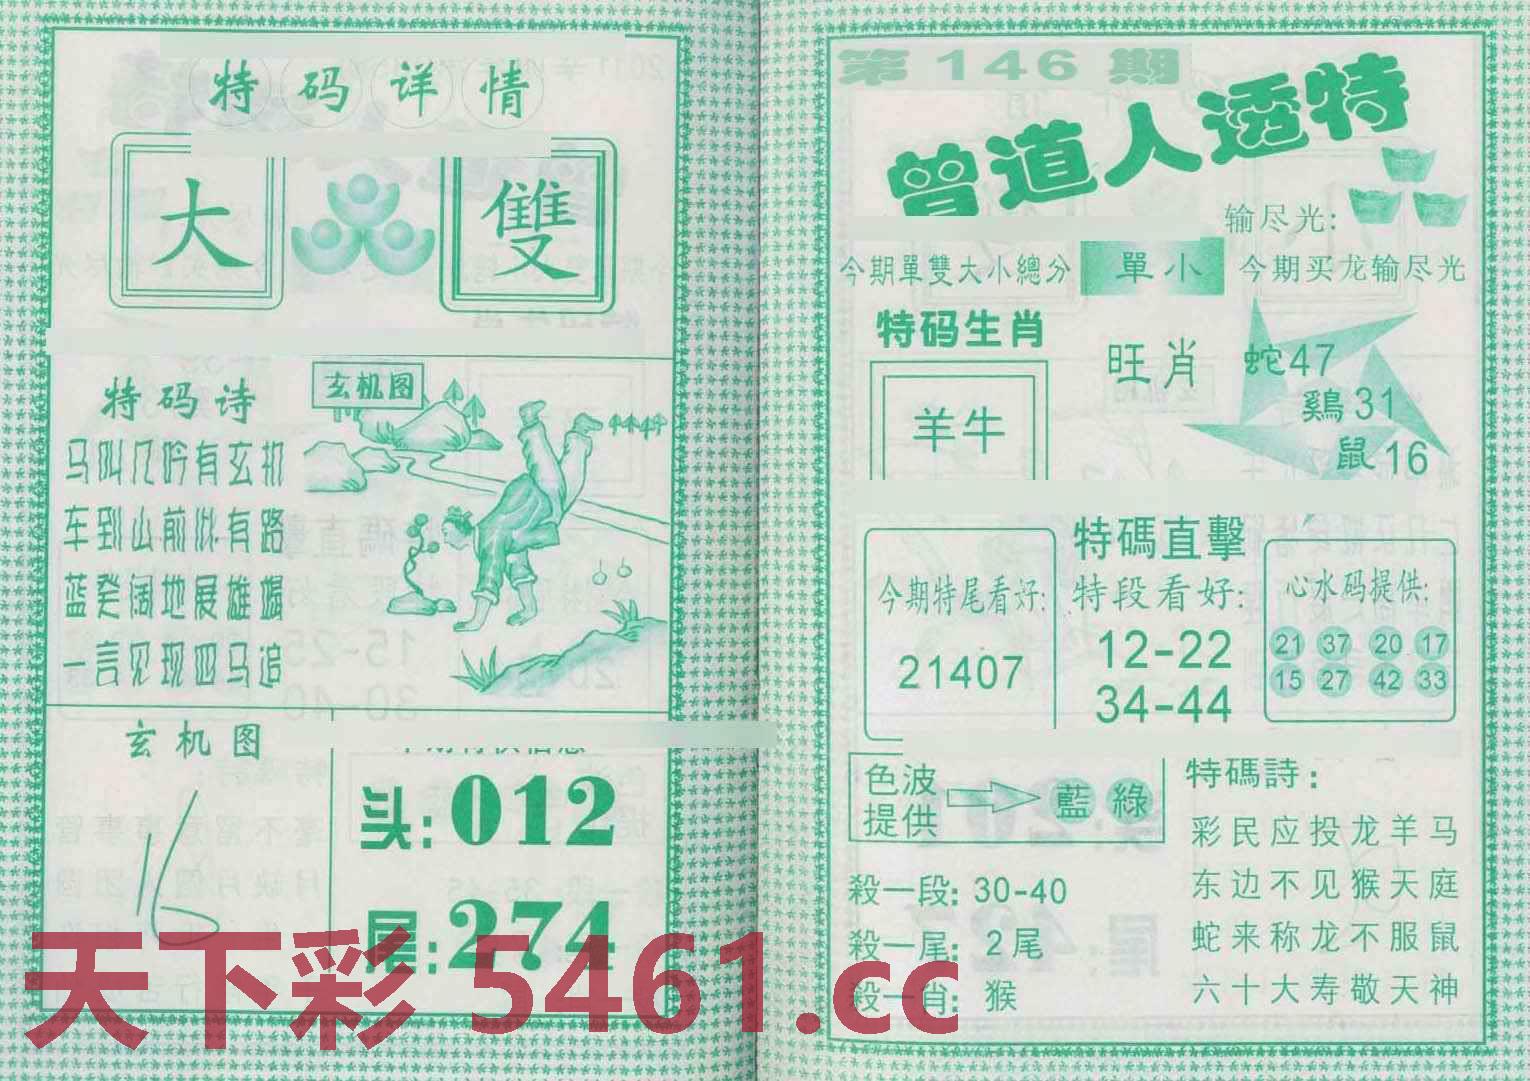 特码详情
大 雙
特码诗
马叫几吟有玄机
车到山前必有路
地展雄
一言见现四马追
玄机图
玄机图
16
头:012
尾:274
第146期
曾道人透特
输尽光:
今期單雙大小總分 單小 今期买龙输尽光
特码生肖
羊牛
旺肖
蛇47
鷄31
鼠16
今期特尾看好:
21407
特碼直擊
特段看好:
12-22
34-44
心水码提供:
21 37 20 17
15 27 42 33
色波
提供
藍 綠
殺一段: 30-40
殺一尾: 2尾
殺一肖: 猴
特碼詩:
彩民应投龙羊马
东边不见猴天庭
蛇来称龙不服鼠
六十大寿敬天神
天下彩 5461.cc